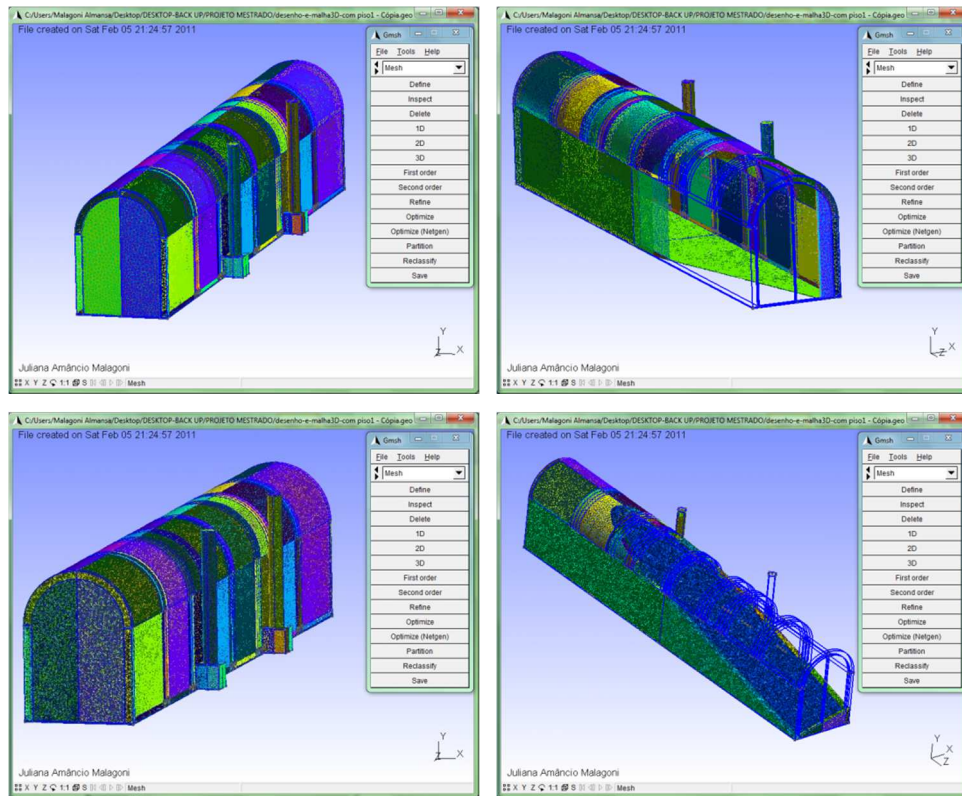 C:/Users/Malagoni Almansa/Desktop/DESKTOP-BACK UP/PROJETO MESTRADO/desenho-e-malha3D-com piso1 - Cópia.geo
File created on Sat Feb 05 21:24:57 2011
Gmsh
File Tools Help
Mesh
Define
Inspect
Delete
1D
2D
3D
First order
Second order
Refine
Optimize
Optimize (Netgen)
Partition
Reclassify
Save
Y
Z X
Juliana Amâncio Malagoni
X Y Z 1:1 S Mesh
C:/Users/Malagoni Almansa/Desktop/DESKTOP-BACK UP/PROJETO MESTRADO/desenho-e-malha3D-com piso1 - Cópia.geo
File created on Sat Feb 05 21:24:57 2011
Gmsh
File Tools Help
Mesh
Define
Inspect
Delete
1D
2D
3D
First order
Second order
Refine
Optimize
Optimize (Netgen)
Partition
Reclassify
Save
Y
Z X
Juliana Amâncio Malagoni
X Y Z 1:1 S Mesh
C:/Users/Malagoni Almansa/Desktop/DESKTOP-BACK UP/PROJETO MESTRADO/desenho-e-malha3D-com piso1 - Cópia.geo
File created on Sat Feb 05 21:24:57 2011
Gmsh
File Tools Help
Mesh
Define
Inspect
Delete
1D
2D
3D
First order
Second order
Refine
Optimize
Optimize (Netgen)
Partition
Reclassify
Save
Y
Z X
Juliana Amâncio Malagoni
X Y Z 1:1 S Mesh
C:/Users/Malagoni Almansa/Desktop/DESKTOP-BACK UP/PROJETO MESTRADO/desenho-e-malha3D-com piso1 - Cópia.geo
File created on Sat Feb 05 21:24:57 2011
Gmsh
File Tools Help
Mesh
Define
Inspect
Delete
1D
2D
3D
First order
Second order
Refine
Optimize
Optimize (Netgen)
Partition
Reclassify
Save
Y
X
Z
Juliana Amâncio Malagoni
X Y Z 1:1 S Mesh